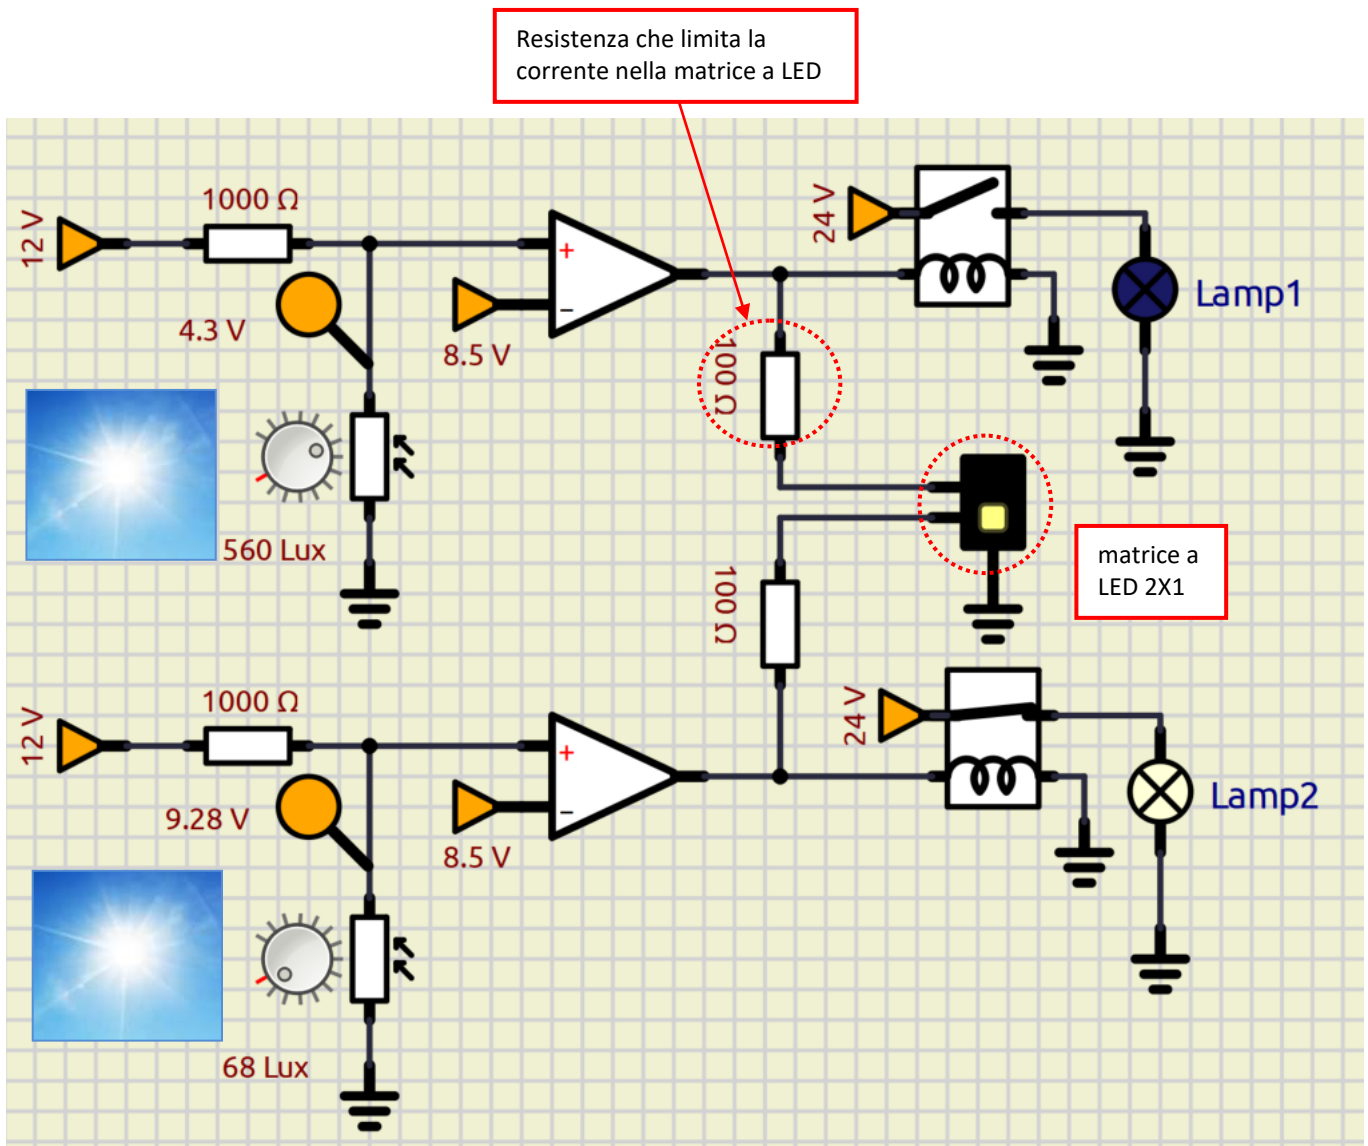 Resistenza che limita la
corrente nella matrice a LED
12 V
1000 Ω
4.3 V
560 Lux
8.5 V
+
−
24 V
Lamp1
100 Ω
matrice a
LED 2X1
100 Ω
12 V
1000 Ω
9.28 V
68 Lux
8.5 V
+
−
24 V
Lamp2